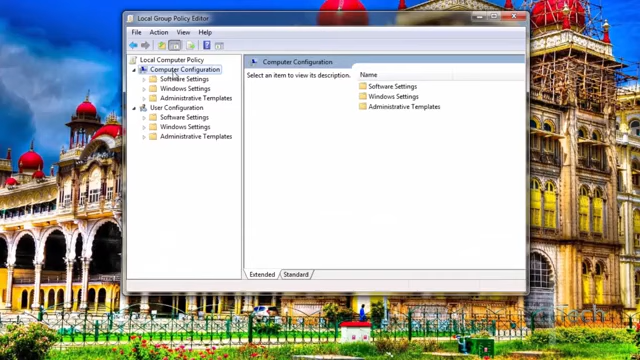 Local Group Policy Editor
File Action View Help
Local Computer Policy
Computer Configuration
Software Settings
Windows Settings
Administrative Templates
User Configuration
Software Settings
Windows Settings
Administrative Templates
Computer Configuration
Select an item to view its description.
Name
Software Settings
Windows Settings
Administrative Templates
Extended Standard